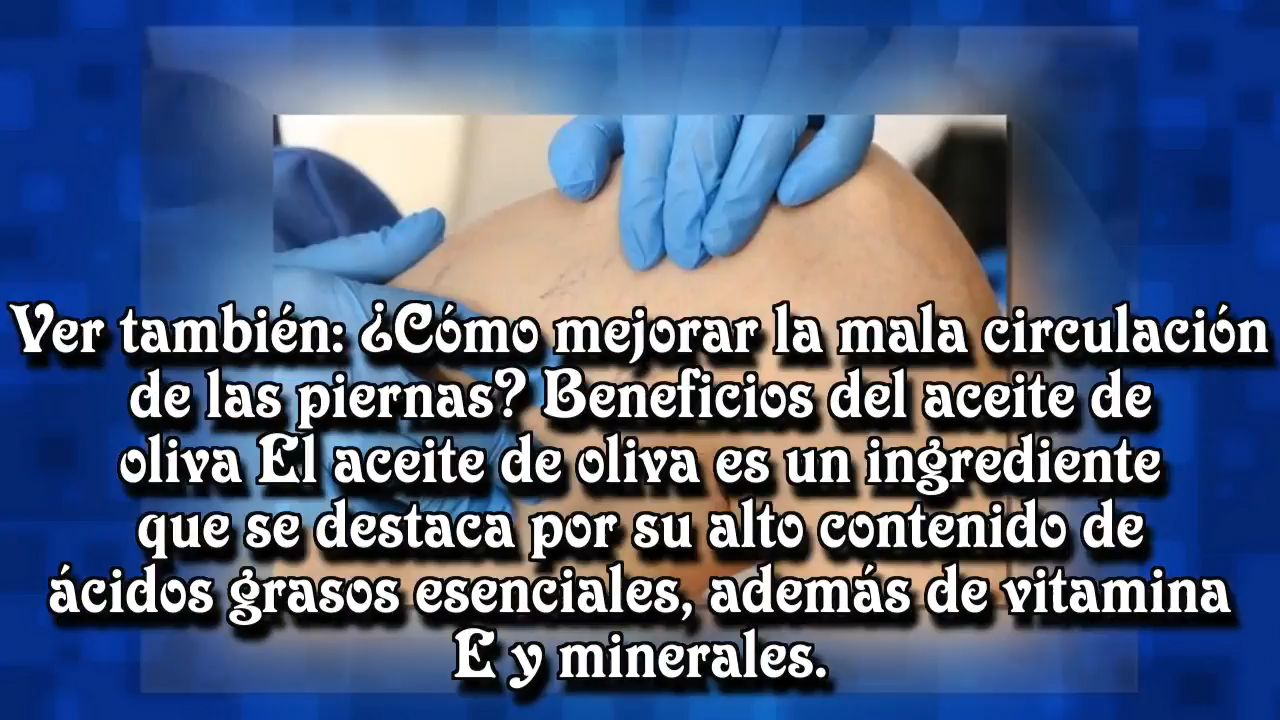 Ver también: ¿Cómo mejorar la mala circulación
de las piernas? Beneficios del aceite de
oliva El aceite de oliva es un ingrediente
que se destaca por su alto contenido de
ácidos grasos esenciales, además de vitamina
E y minerales.